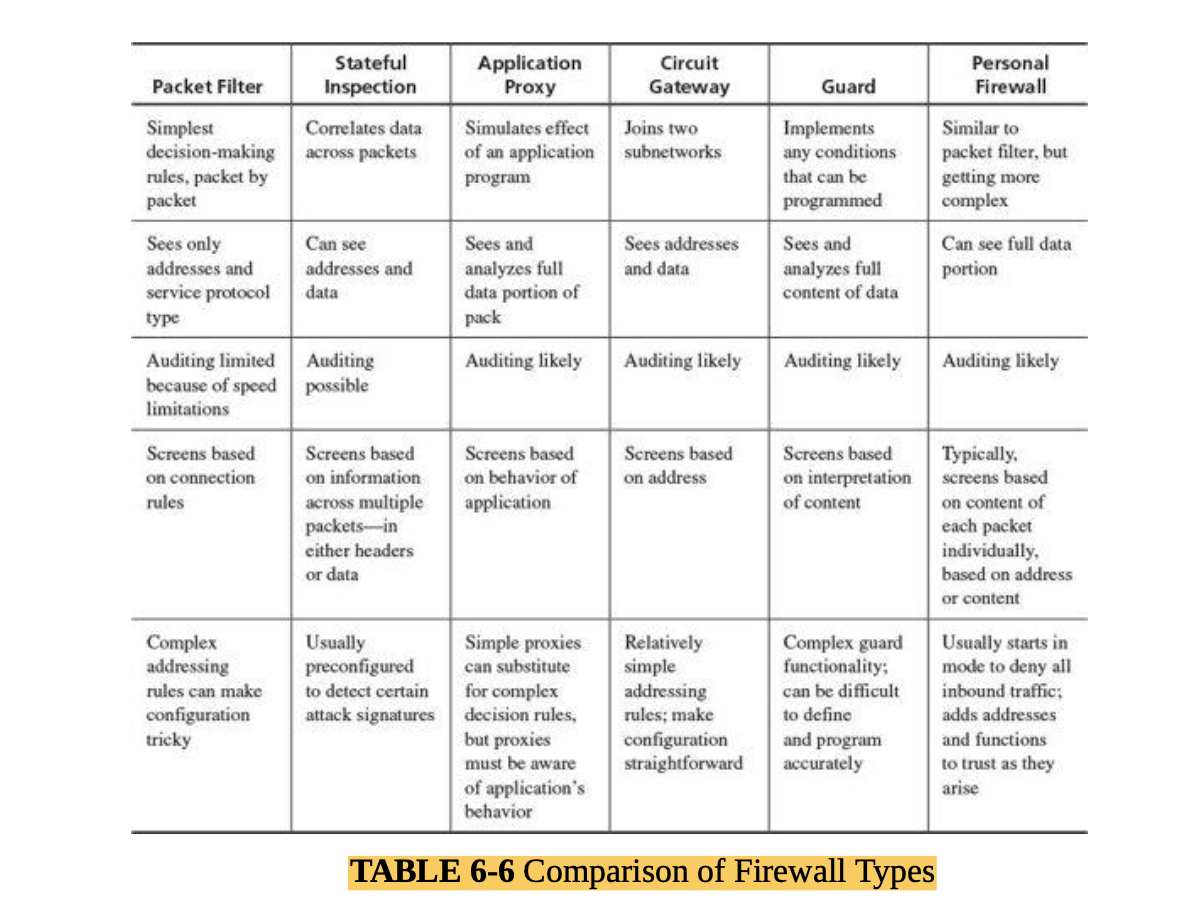 Packet Filter
Stateful
Inspection
Application
Proxy
Circuit
Gateway
Guard
Personal
Firewall
Simplest
decision-making
rules, packet by
packet
Correlates data
across packets
Simulates effect
of an application
program
Joins two
subnetworks
Implements
any conditions
that can be
programmed
Similar to
packet filter, but
getting more
complex
Sees only
addresses and
service protocol
type
Can see
addresses and
data
Sees and
analyzes full
data portion of
pack
Sees addresses
and data
Sees and
analyzes full
content of data
Can see full data
portion
Auditing limited
because of speed
limitations
Auditing
possible
Auditing likely
Auditing likely
Auditing likely
Auditing likely
Screens based
on connection
rules
Screens based
on information
across multiple
packets—in
either headers
or data
Screens based
on behavior of
application
Screens based
on address
Screens based
on interpretation
of content
Typically,
screens based
on content of
each packet
individually,
based on address
or content
Complex
addressing
rules can make
configuration
tricky
Usually
preconfigured
to detect certain
attack signatures
Simple proxies
can substitute
for complex
decision rules,
but proxies
must be aware
of application's
behavior
Relatively
simple
addressing
rules; make
configuration
straightforward
Complex guard
functionality;
can be difficult
to define
and program
accurately
Usually starts in
mode to deny all
inbound traffic;
adds addresses
and functions
to trust as they
arise
TABLE 6-6 Comparison of Firewall Types